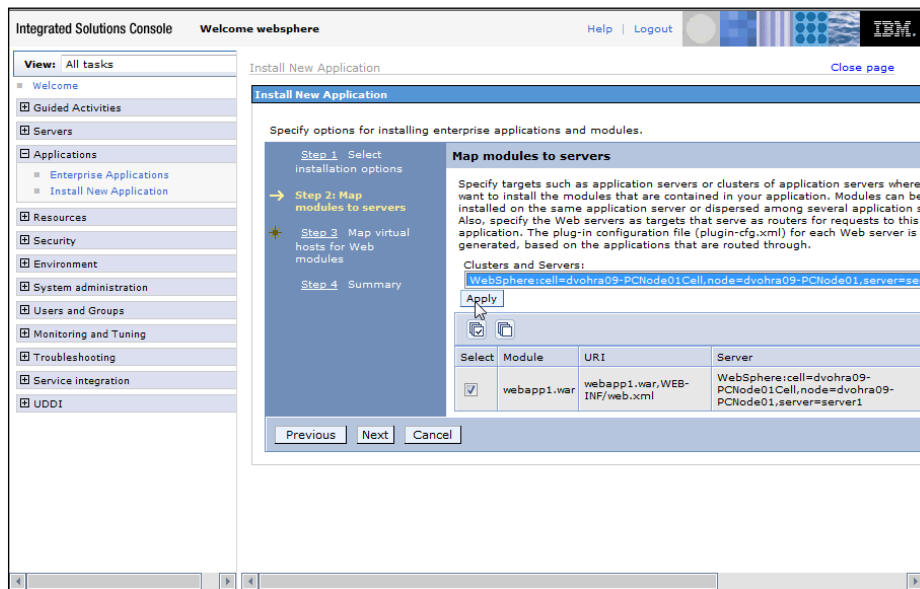 Integrated Solutions Console Welcome websphere Help | Logout IBM.
View: All tasks
Welcome
Guided Activities
Servers
Applications
Enterprise Applications
Install New Application
Resources
Security
Environment
System administration
Users and Groups
Monitoring and Tuning
Troubleshooting
Service integration
UDDI
Install New Application Close page
Install New Application
Specify options for installing enterprise applications and modules.
Step 1 Select
installation options
Step 2: Map
modules to servers
Step 3 Map virtual
hosts for Web
modules
Step 4 Summary
Map modules to servers
Specify targets such as application servers or clusters of application servers where
want to install the modules that are contained in your application. Modules can be
installed on the same application server or dispersed among several application s
Also, specify the Web servers as targets that serve as routers for requests to this
application. The plug-in configuration file (plugin-cfg.xml) for each Web server is
generated, based on the applications that are routed through.
Clusters and Servers:
WebSphere:cell=dvohra09-PCNode01Cell,node=dvohra09-PCNode01,server=se
Apply
Select Module URI Server
webapp1.war webapp1.war,WEB-
INF/web.xml
WebSphere:cell=dvohra09-
PCNode01Cell,node=dvohra09-
PCNode01,server=server1
Previous Next Cancel